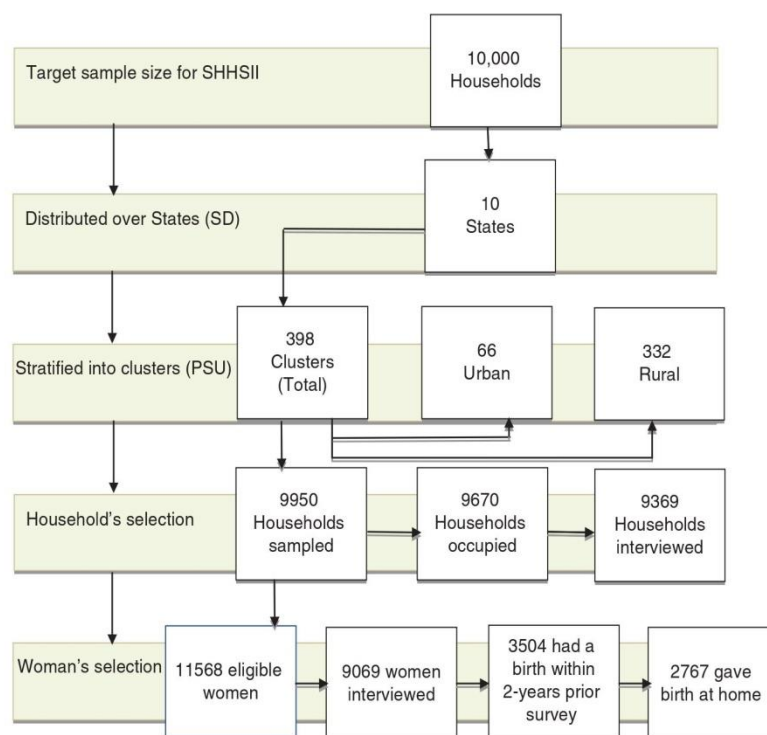 Target sample size for SHHSII
10,000
Households
Distributed over States (SD)
10
States
Stratified into clusters (PSU)
398
Clusters
(Total)
66
Urban
332
Rural
Household's selection
9950
Households
sampled
9670
Households
occupied
9369
Households
interviewed
Woman's selection
11568 eligible
women
9069 women
interviewed
3504 had a
birth within
2-years prior
survey
2767 gave
birth at home